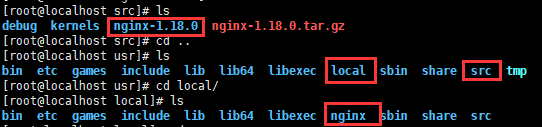 [root@localhost src]# ls
debug kernels nginx-1.18.0 nginx-1.18.0.tar.gz
[root@localhost src]# cd ..
[root@localhost usr]# ls
bin etc games include lib lib64 libexec local sbin share src tmp
[root@localhost usr]# cd local/
[root@localhost local]# ls
bin etc games include lib lib64 libexec nginx sbin share src